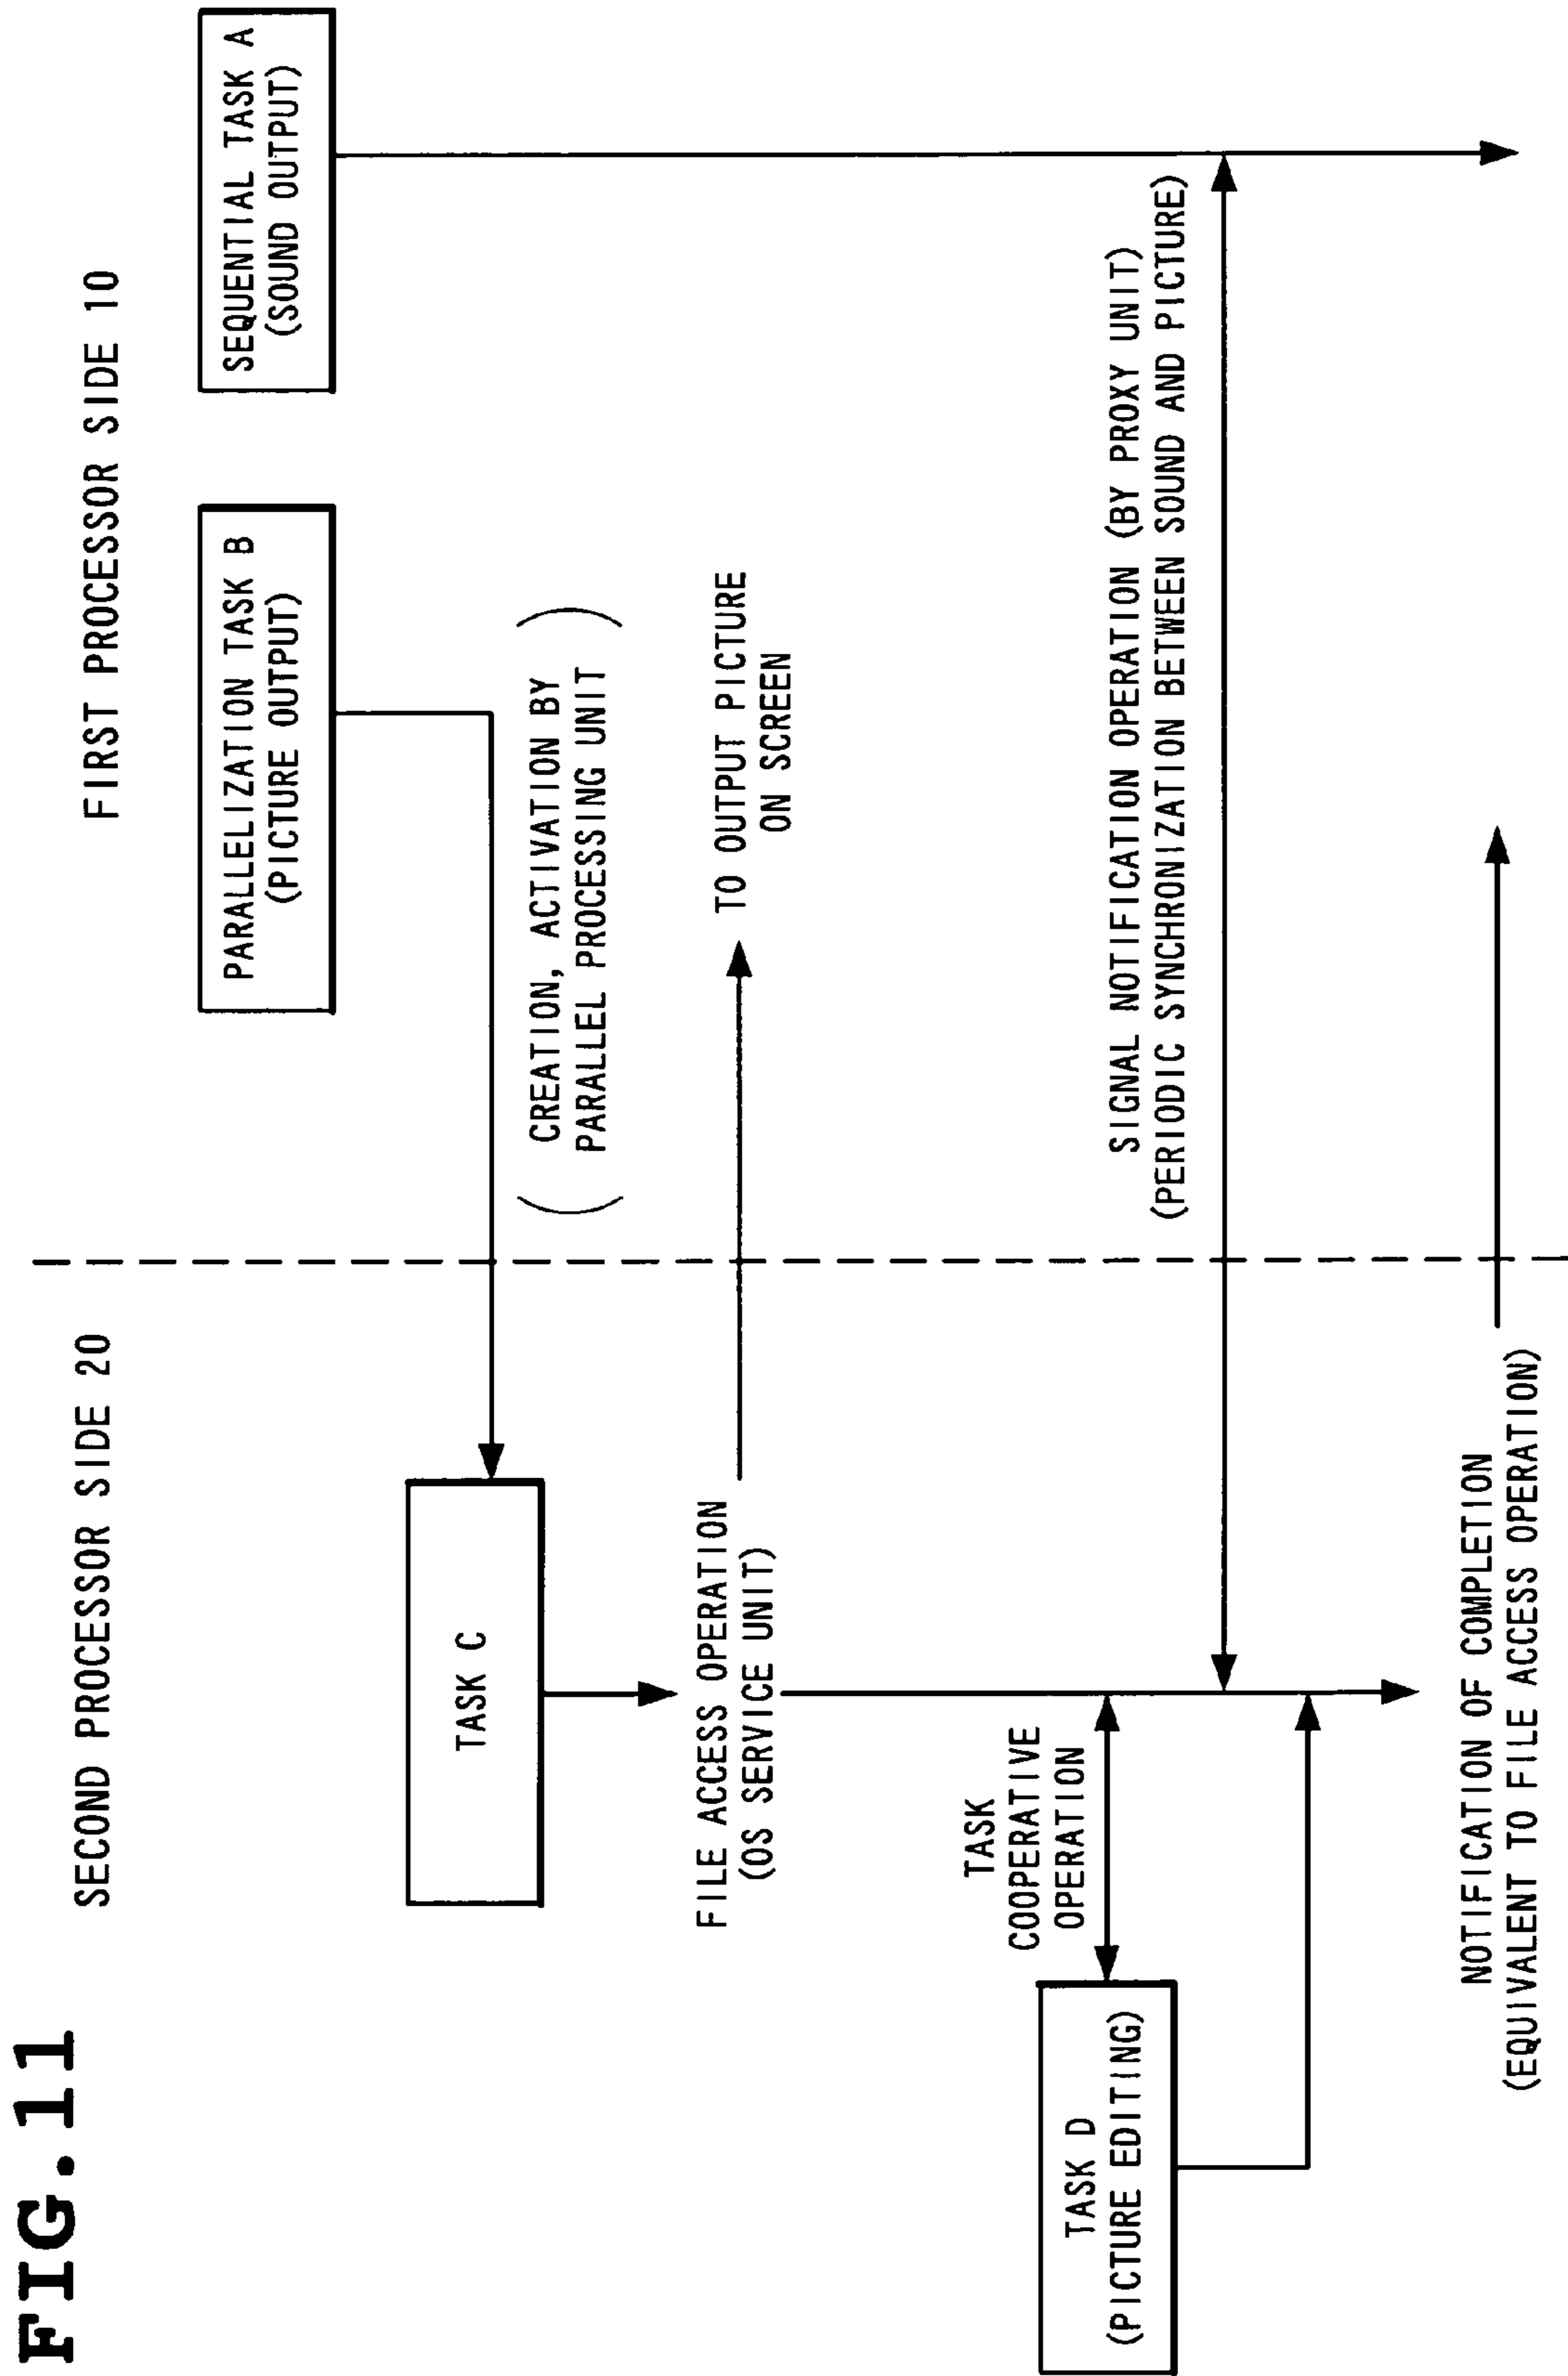 FIG.11
SECOND PROCESSOR SIDE 20
FIRST PROCESSOR SIDE 10
PARALLELIZATION TASK B
(PICTURE OUTPUT)
SEQUENTIAL TASK A
(SOUND OUTPUT)
TASK C
(CREATION, ACTIVATION BY
PARALLEL PROCESSING UNIT)
FILE ACCESS OPERATION
(OS SERVICE UNIT)
TO OUTPUT PICTURE
ON SCREEN
TASK
COOPERATIVE
OPERATION
TASK D
(PICTURE EDITING)
SIGNAL NOTIFICATION OPERATION (BY PROXY UNIT)
(PERIODIC SYNCHRONIZATION BETWEEN SOUND AND PICTURE)
NOTIFICATION OF COMPLETION
(EQUIVALENT TO FILE ACCESS OPERATION)